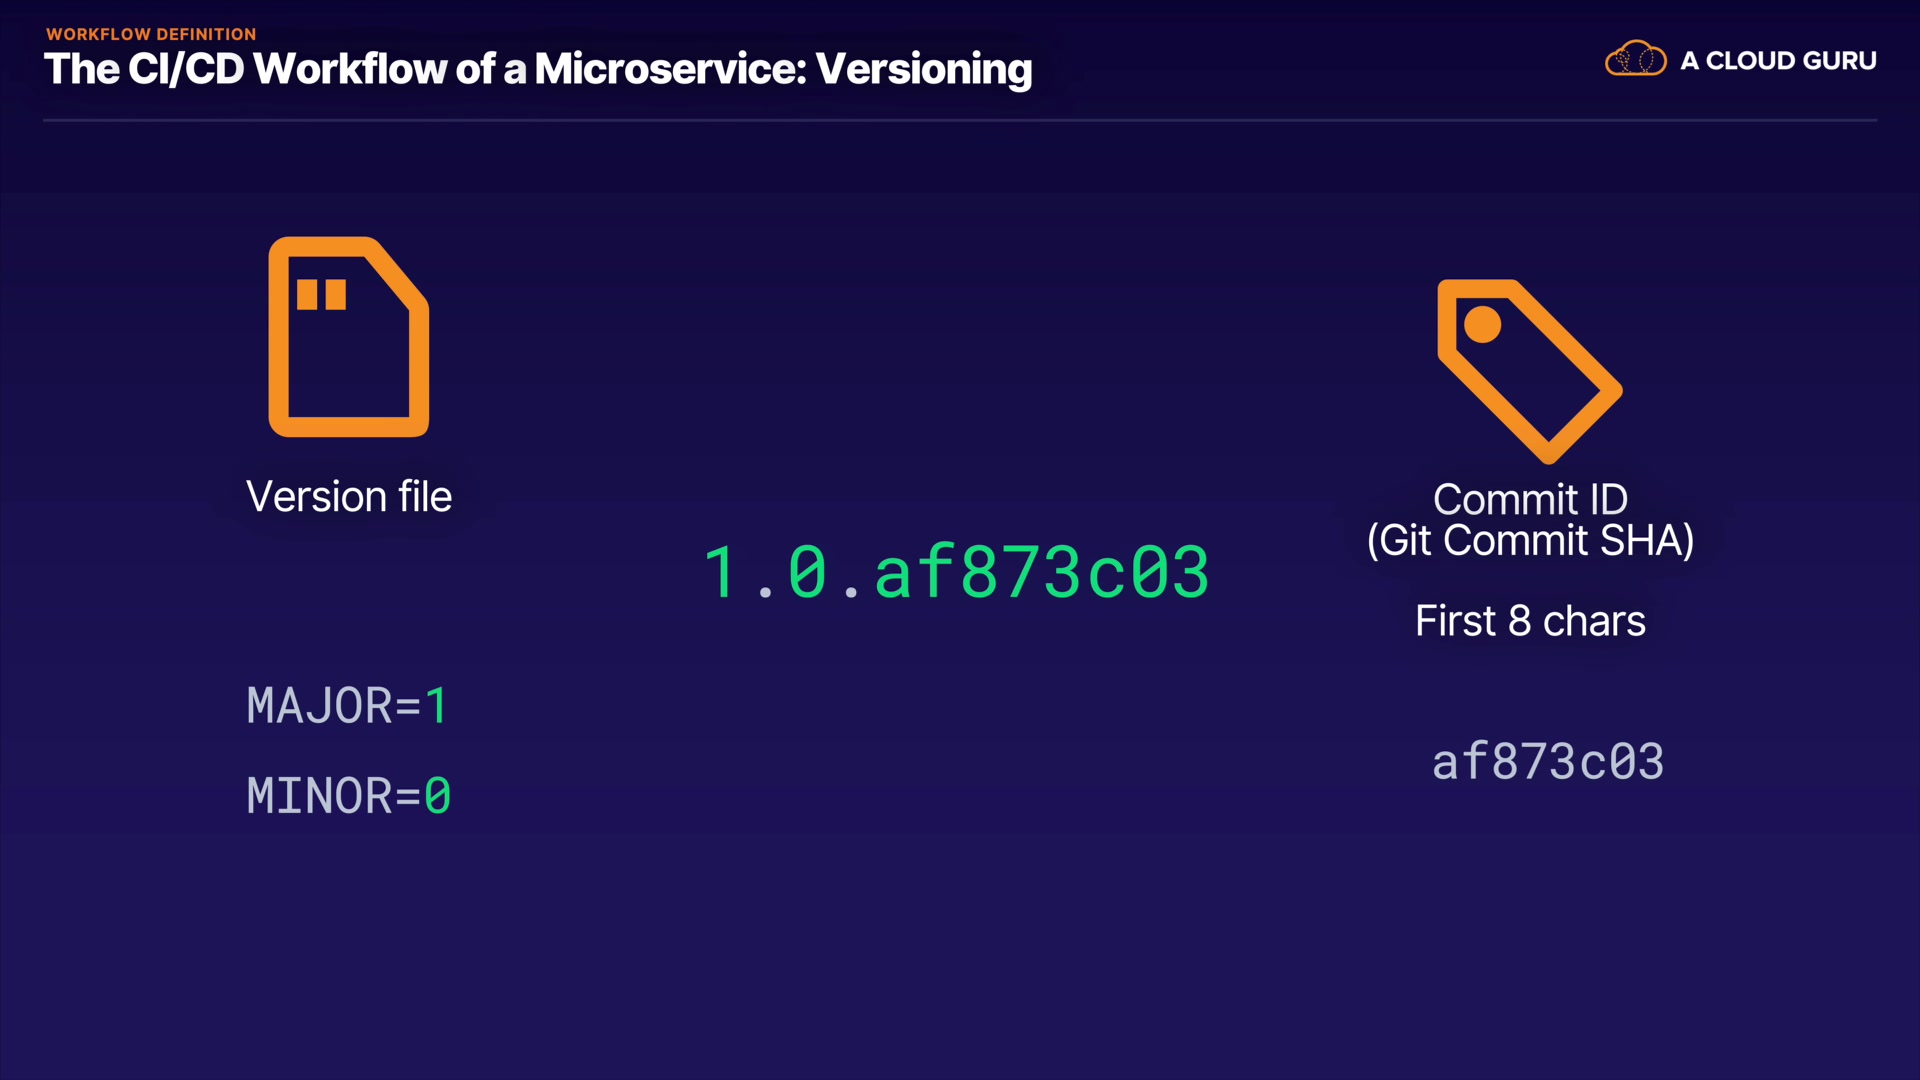 WORKFLOW DEFINITION
The CI/CD Workflow of a Microservice: Versioning
A CLOUD GURU
Version file
MAJOR=1
MINOR=0
1.0.af873c03
Commit ID
(Git Commit SHA)
First 8 chars
af873c03